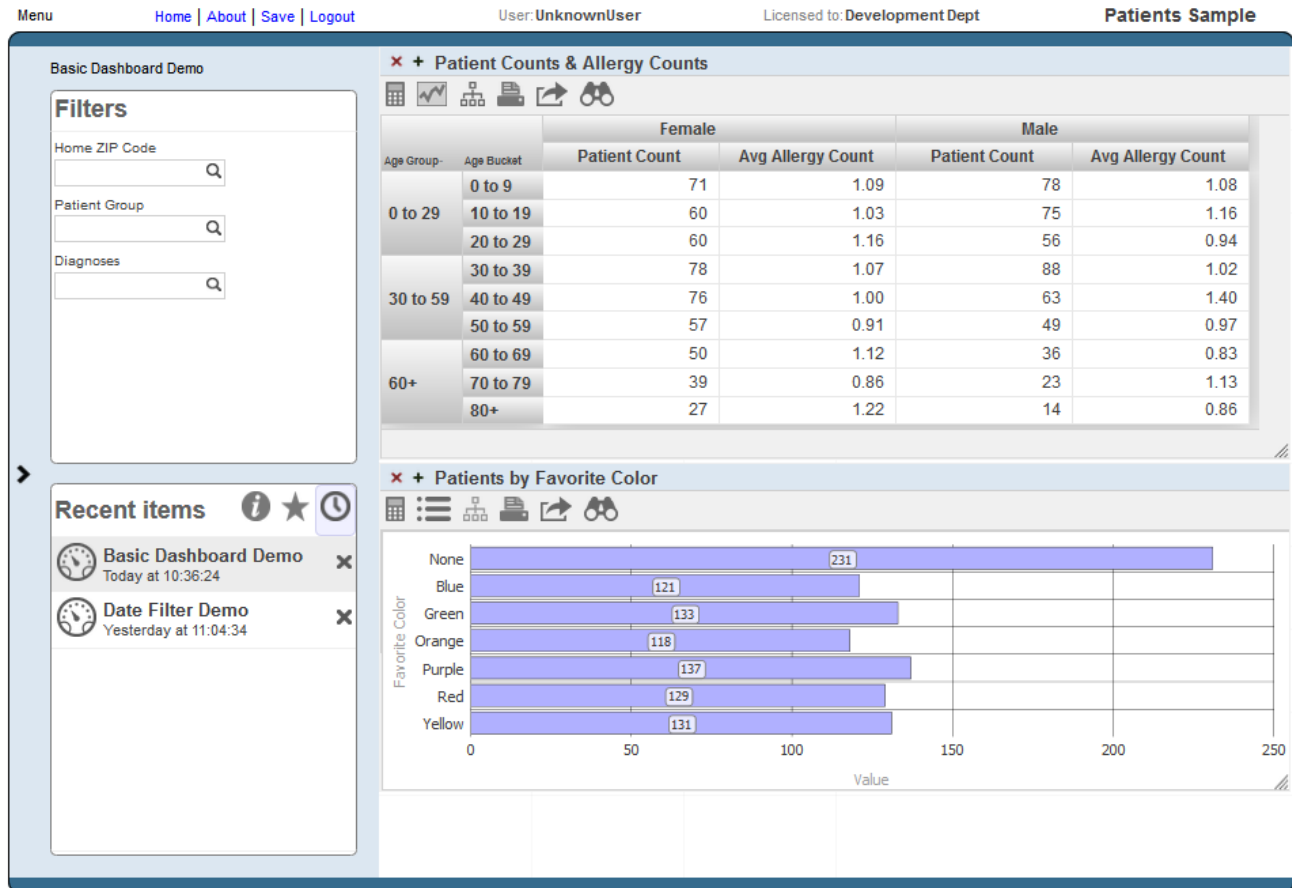 Menu Home | About | Save | Logout User:UnknownUser Licensed to:Development Dept Patients Sample
Basic Dashboard Demo
Filters
Home ZIP Code
Patient Group
Diagnoses
Recent items
Basic Dashboard Demo
Today at 10:36:24
Date Filter Demo
Yesterday at 11:04:34
Patient Counts & Allergy Counts
Female Male
Age Group- Age Bucket Patient Count Avg Allergy Count Patient Count Avg Allergy Count
0 to 29 0 to 9 71 1.09 78 1.08
10 to 19 60 1.03 75 1.16
20 to 29 60 1.16 56 0.94
30 to 59 30 to 39 78 1.07 88 1.02
40 to 49 76 1.00 63 1.40
50 to 59 57 0.91 49 0.97
60+ 60 to 69 50 1.12 36 0.83
70 to 79 39 0.86 23 1.13
80+ 27 1.22 14 0.86
Patients by Favorite Color
Favorite Color
None 231
Blue 121
Green 133
Orange 118
Purple 137
Red 129
Yellow 131
0 50 100 150 200 250
Value